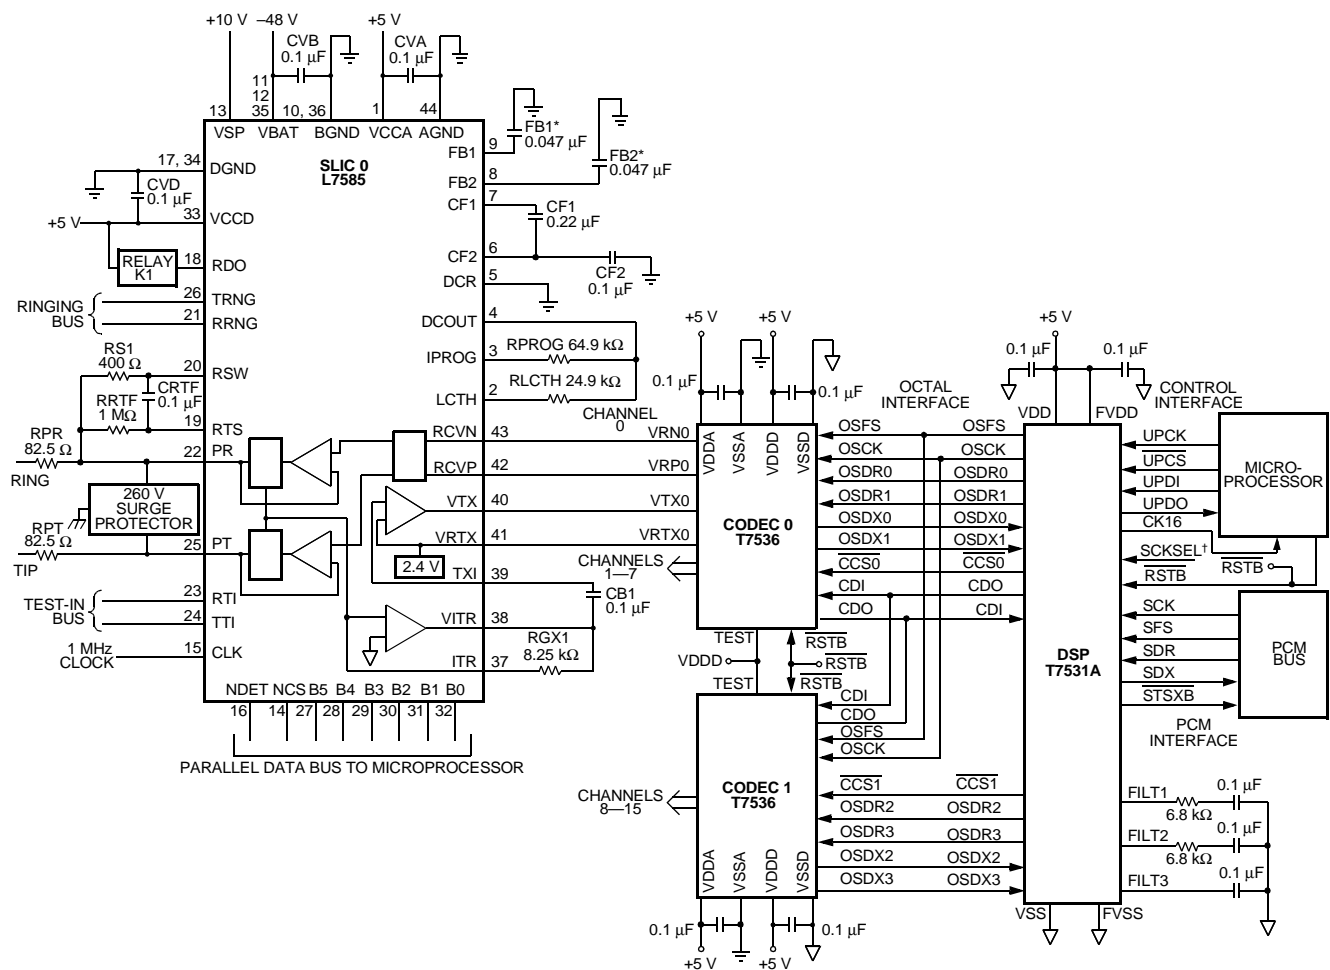 +10 V –48 V +5 V
CVB
0.1 µF
CVA
0.1 µF
11
12
13 35 10, 36 1 44
VSP VBAT BGND VCCA AGND
SLIC 0
L7585
17, 34 DGND
CVD
0.1 µF
+5 V 33 VCCD
RELAY
K1
18 RDO
RINGING
BUS
26 TRNG
21 RRNG
RS1
400 Ω
20 RSW
CRTF
0.1 µF
RRTF
1 MΩ
19 RTS
RPR
82.5 Ω
22 PR
RING
260 V
SURGE
PROTECTOR
RPT
82.5 Ω
25 PT
TIP
TEST-IN
BUS
23 RTI
24 TTI
1 MHz
CLOCK
15 CLK
NDET NCS B5 B4 B3 B2 B1 B0
16 14 27 28 29 30 31 32
PARALLEL DATA BUS TO MICROPROCESSOR
FB1 9
FB1*
0.047 µF
FB2*
0.047 µF
FB2 8
CF1 7
CF1
0.22 µF
CF2 6
CF2
0.1 µF
DCR 5
DCOUT 4
IPROG 3
RPROG 64.9 kΩ
RLCTH 24.9 kΩ
LCTH 2
CHANNEL
0
RCVN 43 VRN0
RCVP 42 VRP0
VTX 40 VTX0
VRTX 41 VRTX0
2.4 V
TXI 39
CB1
0.1 µF
VITR 38
RGX1
8.25 kΩ
ITR 37
CHANNELS
1—7
+5 V +5 V
0.1 µF 0.1 µF
VDDA VSSA VDDD VSSD
CODEC 0
T7536
TEST
VDDD
TEST
RSTB
RSTB
RSTB
OCTAL
INTERFACE
OSFS OSFS
OSCK OSCK
OSDR0 OSDR0
OSDR1 OSDR1
OSDX0 OSDX0
OSDX1 OSDX1
CCS0 CCS0
CDI CDO
CDO CDI
CDI
CDO
OSFS
OSCK
CODEC 1
T7536
CHANNELS
8—15
CCS1 CCS1
OSDR2 OSDR2
OSDR3 OSDR3
OSDX2 OSDX2
OSDX3 OSDX3
VDDA VSSA VDDD VSSD
0.1 µF 0.1 µF
+5 V +5 V
+5 V
0.1 µF 0.1 µF
VDD FVDD
DSP
T7531A
VSS FVSS
CONTROL
INTERFACE
UPCK
UPCS
UPDI
UPDO
CK16
SCKSEL†
RSTB
RSTB
MICRO-
PROCESSOR
SCK
SFS
SDR
SDX
STSXB
PCM
BUS
PCM
INTERFACE
FILT1
6.8 kΩ
0.1 µF
FILT2
6.8 kΩ
0.1 µF
FILT3
0.1 µF